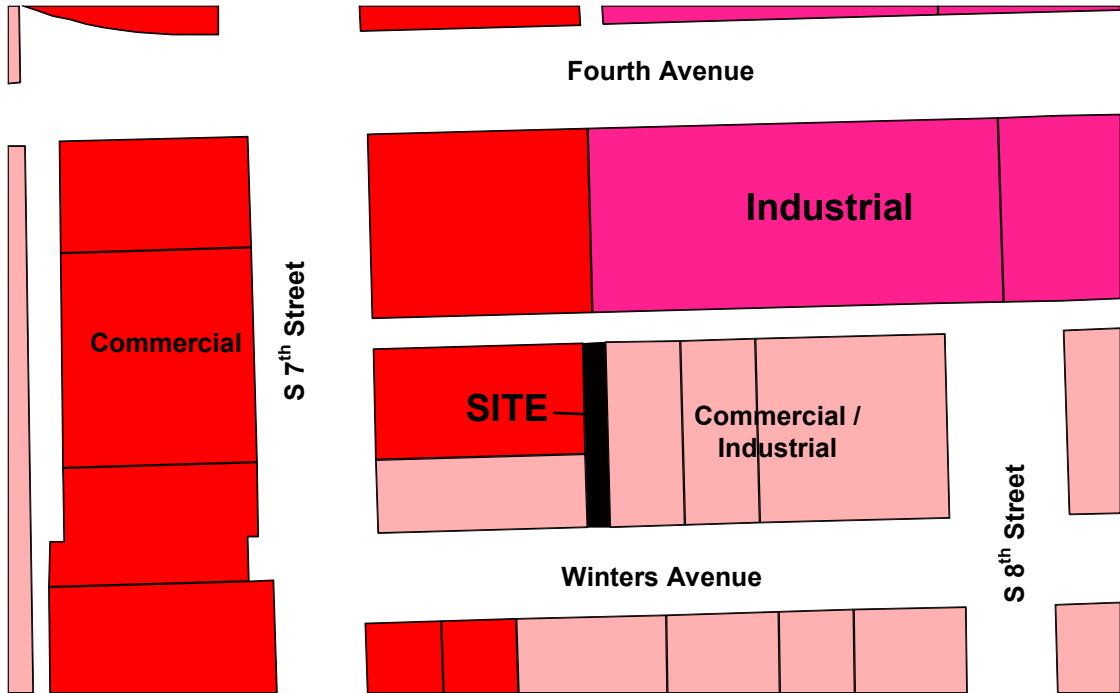 Fourth Avenue
Industrial
S 7th Street
Commercial
SITE
Commercial /
Industrial
S 8th Street
Winters Avenue